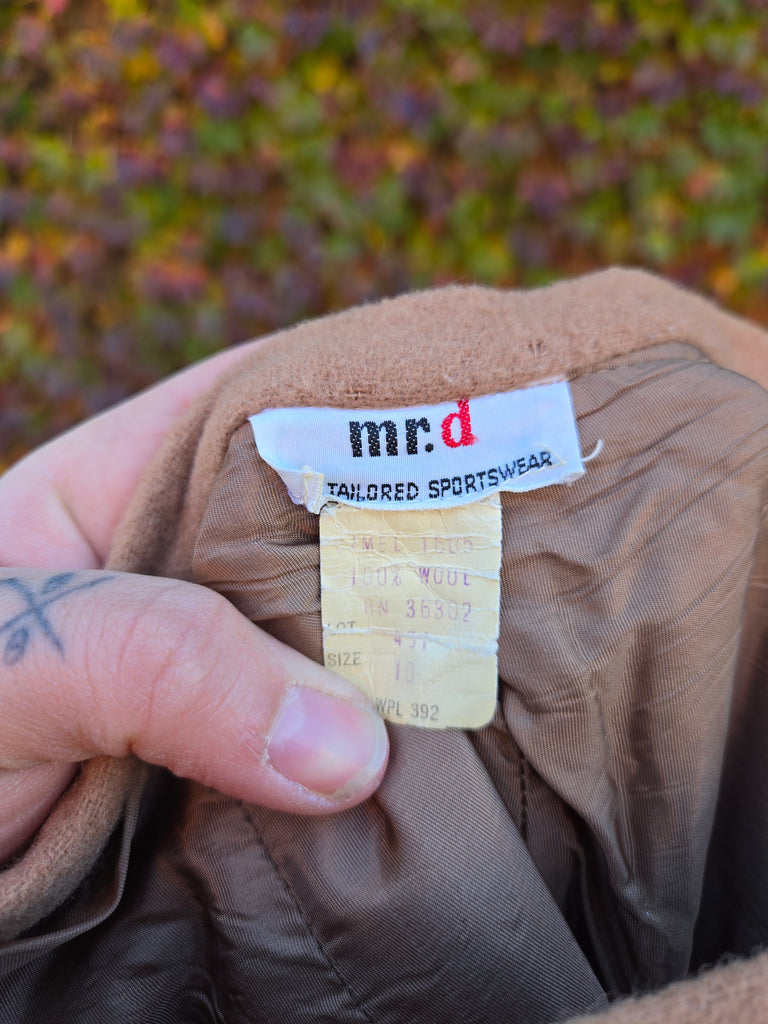 mr.d
TAILORED SPORTSWEAR
100% WOOL
RN 36302
LOT
SIZE 10
WPL 392